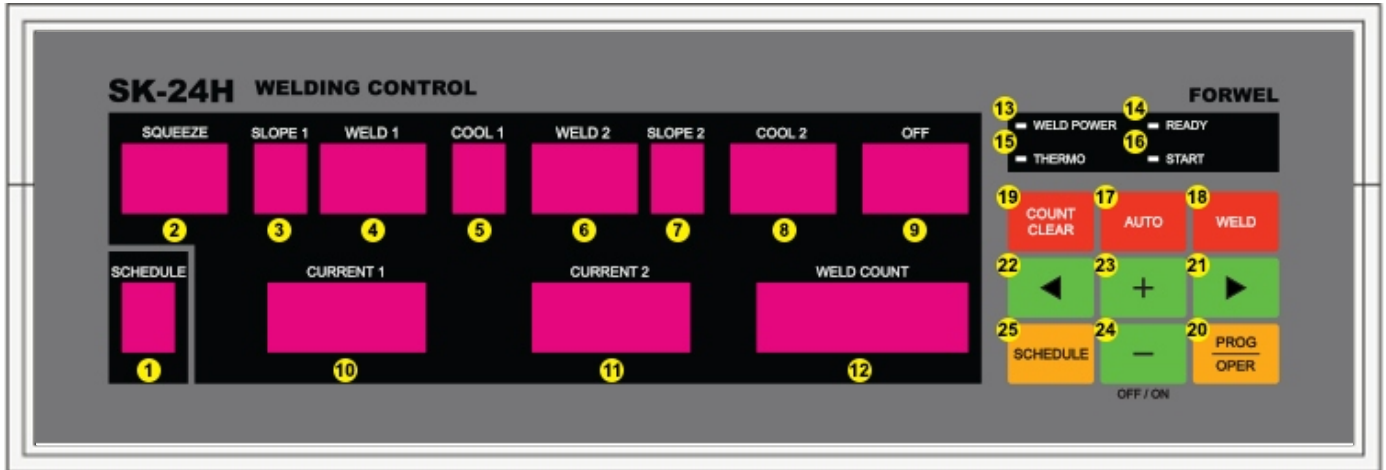 SK-24H WELDING CONTROL
FORWEL
SQUEEZE SLOPE 1 WELD 1 COOL 1 WELD 2 SLOPE 2 COOL 2 OFF
2 3 4 5 6 7 8 9
SCHEDULE CURRENT 1 CURRENT 2 WELD COUNT
1 10 11 12
13 14
WELD POWER READY
15 16
THERMO START
19 17 18
COUNT
CLEAR
AUTO WELD
22 23 21
◀ + ▶
25 24 20
SCHEDULE − PROG
OPER
OFF / ON